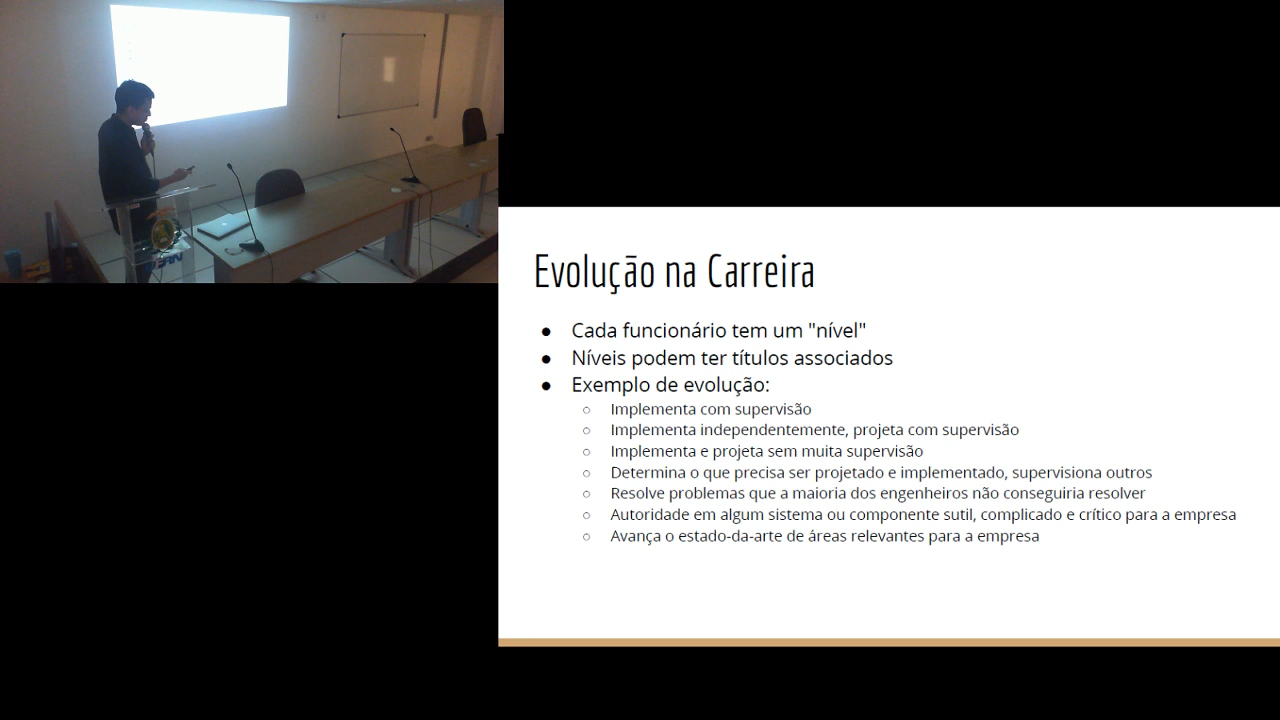 Evolução na Carreira
● Cada funcionário tem um "nível"
● Níveis podem ter títulos associados
● Exemplo de evolução:
○ Implementa com supervisão
○ Implementa independentemente, projeta com supervisão
○ Implementa e projeta sem muita supervisão
○ Determina o que precisa ser projetado e implementado, supervisiona outros
○ Resolve problemas que a maioria dos engenheiros não conseguiria resolver
○ Autoridade em algum sistema ou componente sutil, complicado e crítico para a empresa
○ Avança o estado-da-arte de áreas relevantes para a empresa